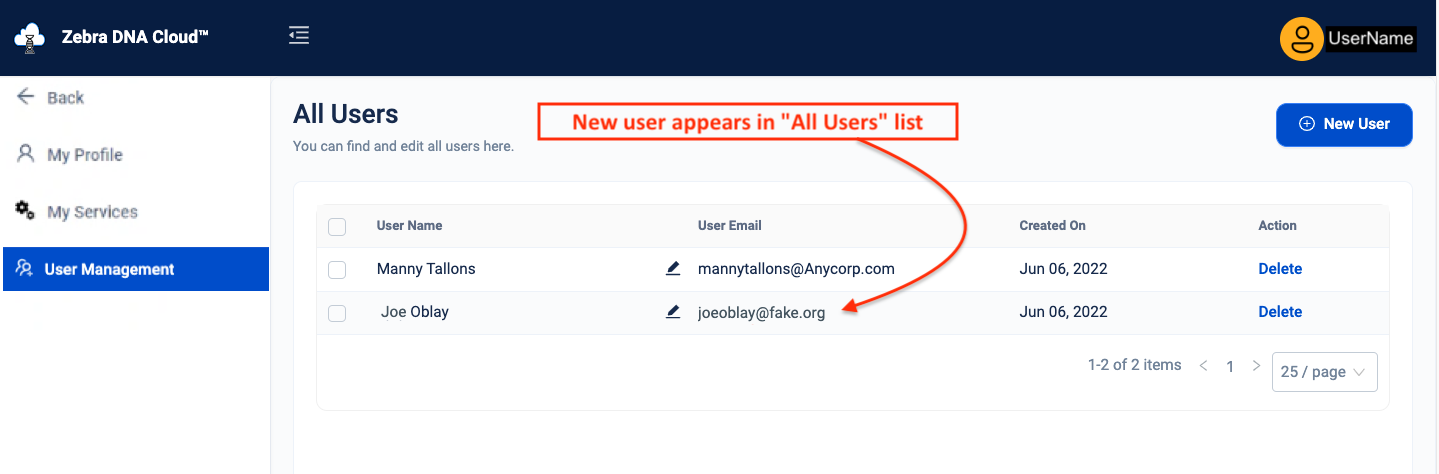 Zebra DNA Cloud™
UserName
Back
My Profile
My Services
User Management
All Users
You can find and edit all users here.
New user appears in "All Users" list
New User
User Name User Email Created On Action
Manny Tallons mannytallons@Anycorp.com Jun 06, 2022 Delete
Joe Oblay joeoblay@fake.org Jun 06, 2022 Delete
1-2 of 2 items < 1 > 25 / page